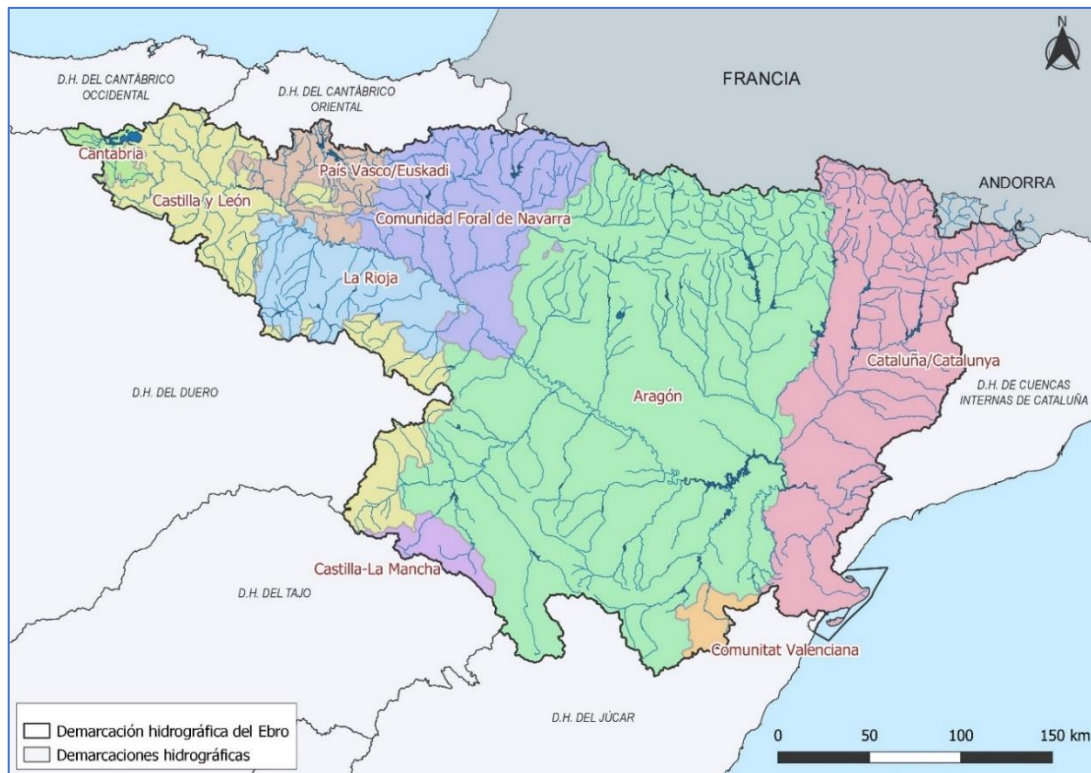 FRANCIA
D.H. DEL CANTÁBRICO
OCCIDENTAL
D.H. DEL CANTÁBRICO
ORIENTAL
Cantabria
País Vasco/Euskadi
ANDORRA
Castilla y León
Comunidad Foral de Navarra
La Rioja
Cataluña/Catalunya
D.H. DEL DUERO
Aragón
D.H. DE CUENCAS
INTERNAS DE CATALUÑA
Castilla-La Mancha
D.H. DEL TAJO
Comunitat Valenciana
D.H. DEL JÚCAR
Demarcación hidrográfica del Ebro
Demarcaciones hidrográficas
0 50 100 150 km